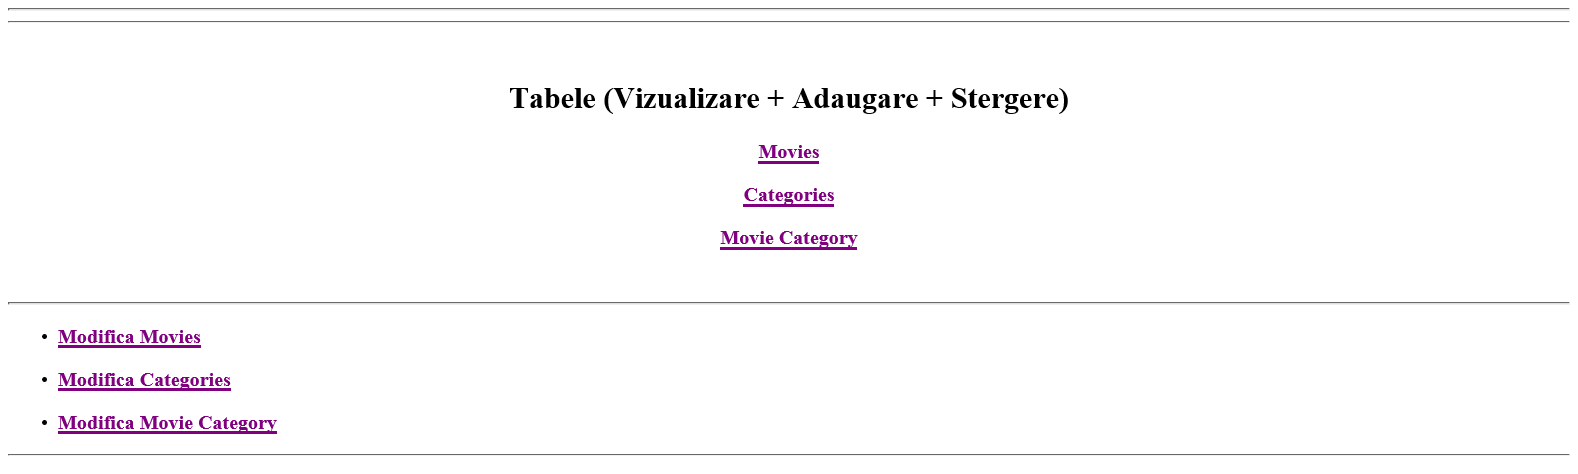 Tabele (Vizualizare + Adaugare + Stergere)
Movies
Categories
Movie Category
• Modifica Movies
• Modifica Categories
• Modifica Movie Category